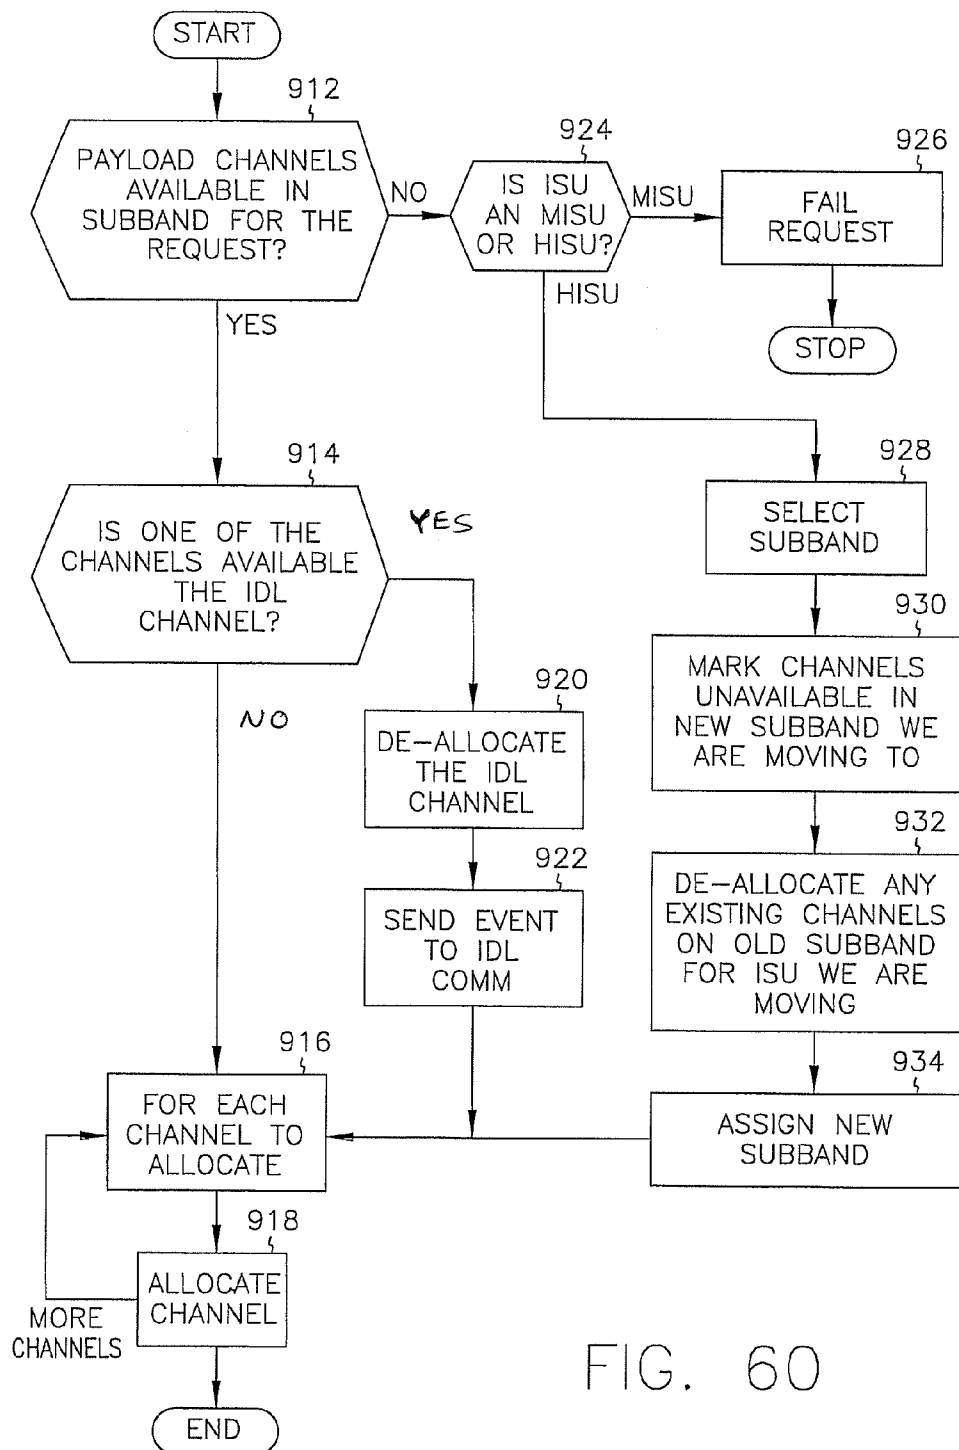 START
912
PAYLOAD CHANNELS
AVAILABLE IN
SUBBAND FOR THE
REQUEST?
NO
YES
924
IS ISU
AN MISU
OR HISU?
MISU
HISU
926
FAIL
REQUEST
STOP
914
IS ONE OF THE
CHANNELS AVAILABLE
THE IDL
CHANNEL?
YES
NO
928
SELECT
SUBBAND
930
MARK CHANNELS
UNAVAILABLE IN
NEW SUBBAND WE
ARE MOVING TO
920
DE-ALLOCATE
THE IDL
CHANNEL
922
SEND EVENT
TO IDL
COMM
932
DE-ALLOCATE ANY
EXISTING CHANNELS
ON OLD SUBBAND
FOR ISU WE ARE
MOVING
934
ASSIGN NEW
SUBBAND
916
FOR EACH
CHANNEL TO
ALLOCATE
918
ALLOCATE
CHANNEL
MORE
CHANNELS
END
FIG. 60